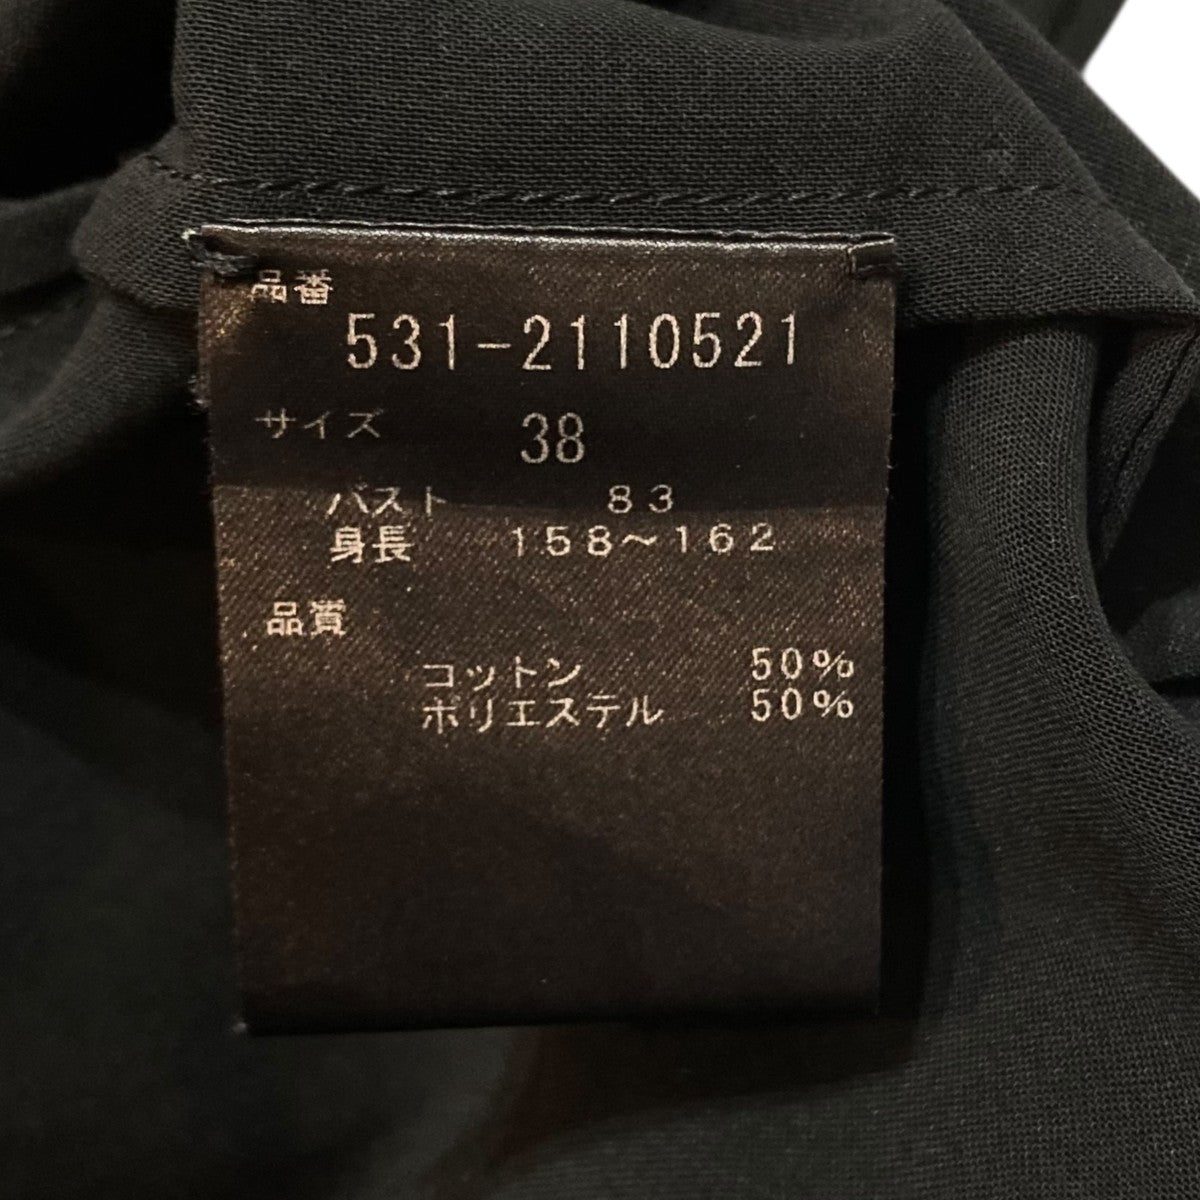 品番
531-2110521
サイズ 38
バスト 83
身長 158～162
品質
コットン 50%
ポリエステル 50%